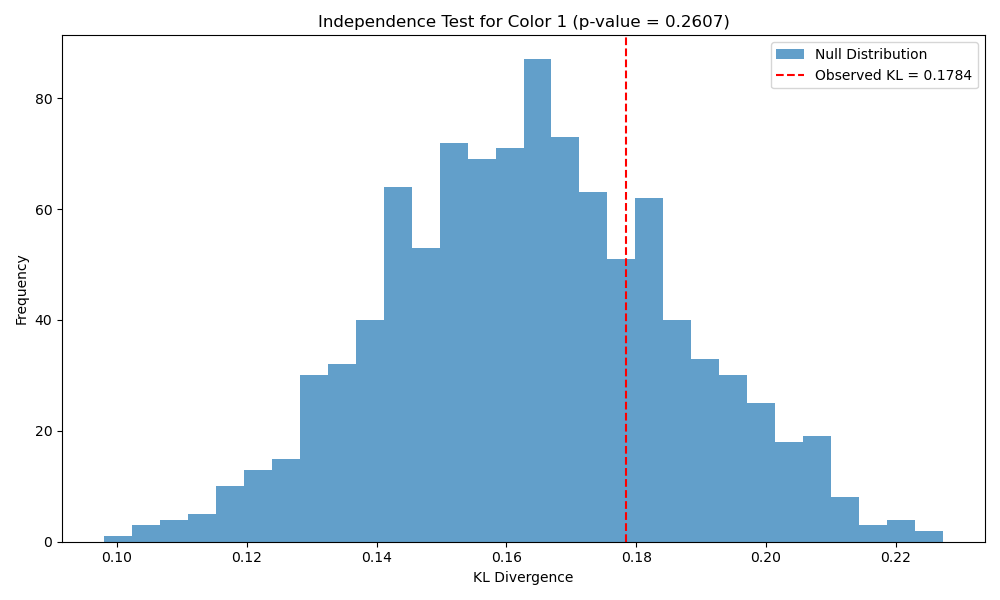 Independence Test for Color 1 (p-value = 0.2607)
Null Distribution
Observed KL = 0.1784
Frequency
80
60
40
20
0
0.10 0.12 0.14 0.16 0.18 0.20 0.22
KL Divergence